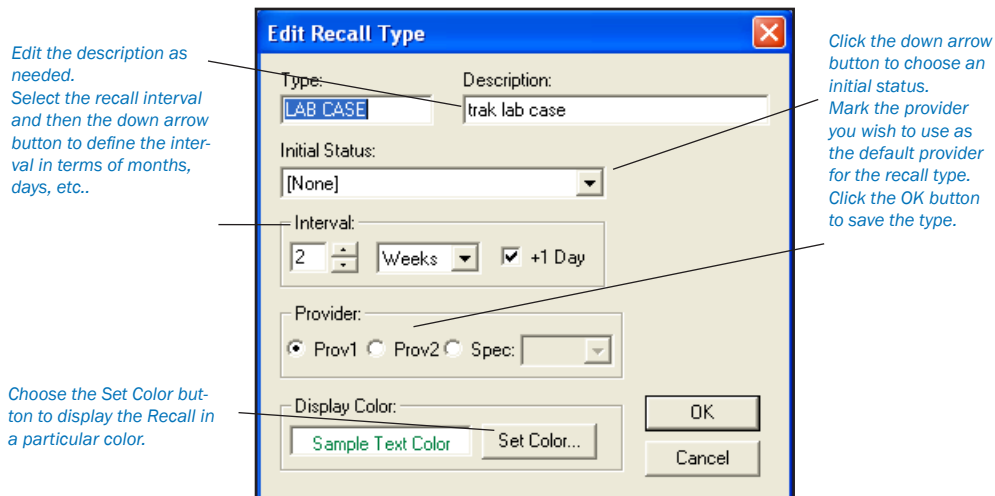 Edit the description as
needed.
Select the recall interval
and then the down arrow
button to define the inter-
val in terms of months,
days, etc..
Choose the Set Color but-
ton to display the Recall in
a particular color.
Edit Recall Type
Type:
Description:
LAB CASE
trak lab case
Initial Status:
[None]
Interval:
2
Weeks
+1 Day
Provider:
Prov1
Prov2
Spec:
Display Color:
Sample Text Color
Set Color...
OK
Cancel
Click the down arrow
button to choose an
initial status.
Mark the provider
you wish to use as
the default provider
for the recall type.
Click the OK button
to save the type.